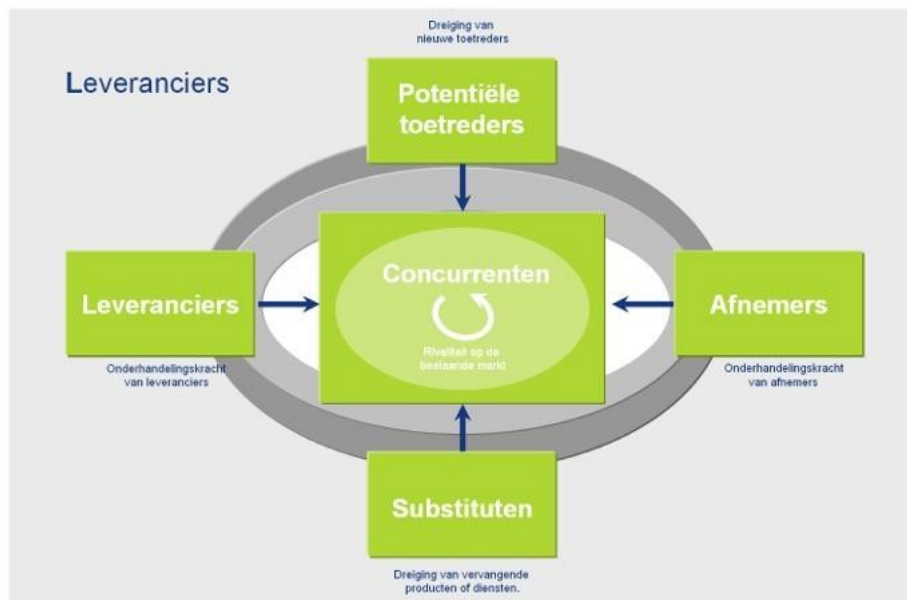 Dreiging van
nieuwe toetreders
Leveranciers
Potentiële
toetreders
Concurrenten
Rivaliteit op de
bestaande markt
Leveranciers
Onderhandelingskracht
van leveranciers
Afnemers
Onderhandelingskracht
van afnemers
Substituten
Dreiging van vervangende
producten of diensten.